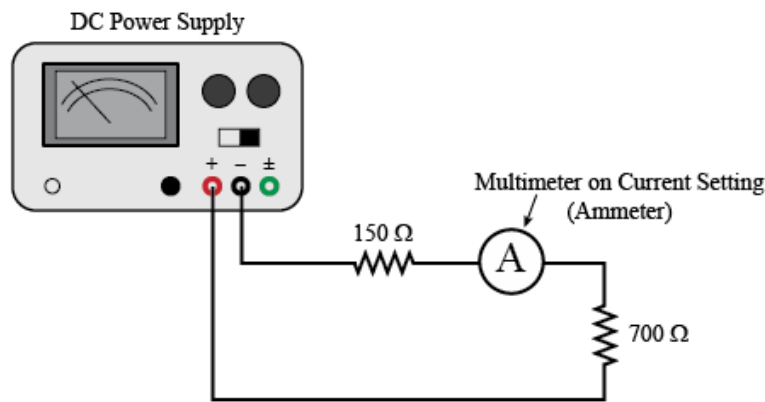 DC Power Supply
+ − ±
Multimeter on Current Setting
(Ammeter)
150 Ω
A
700 Ω